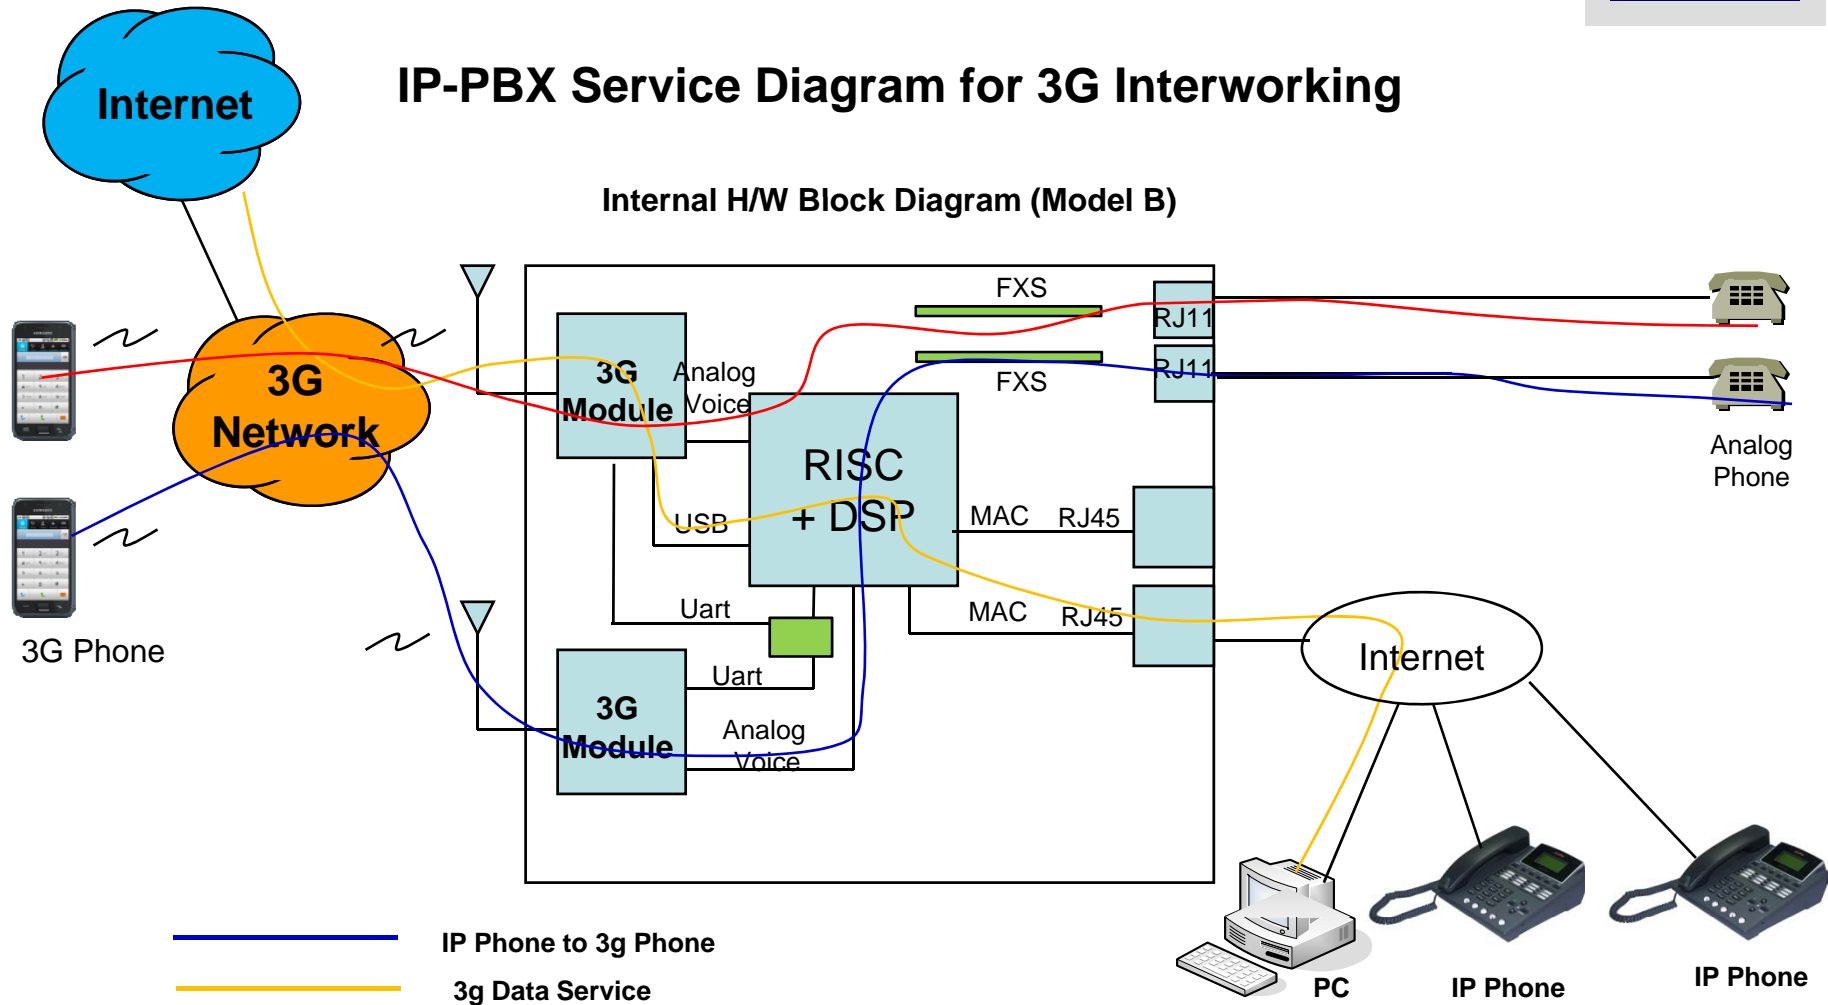 IP-PBX Service Diagram for 3G Interworking
Internet
Internal H/W Block Diagram (Model B)
FXS
RJ11
RJ11
FXS
3G
Module
Analog
Voice
3G
Network
RISC
+ DSP
Analog
Phone
USB
MAC
RJ45
Uart
MAC
RJ45
3G Phone
Uart
Internet
3G
Module
Analog
Voice
IP Phone to 3g Phone
3g Data Service
PC
IP Phone
IP Phone